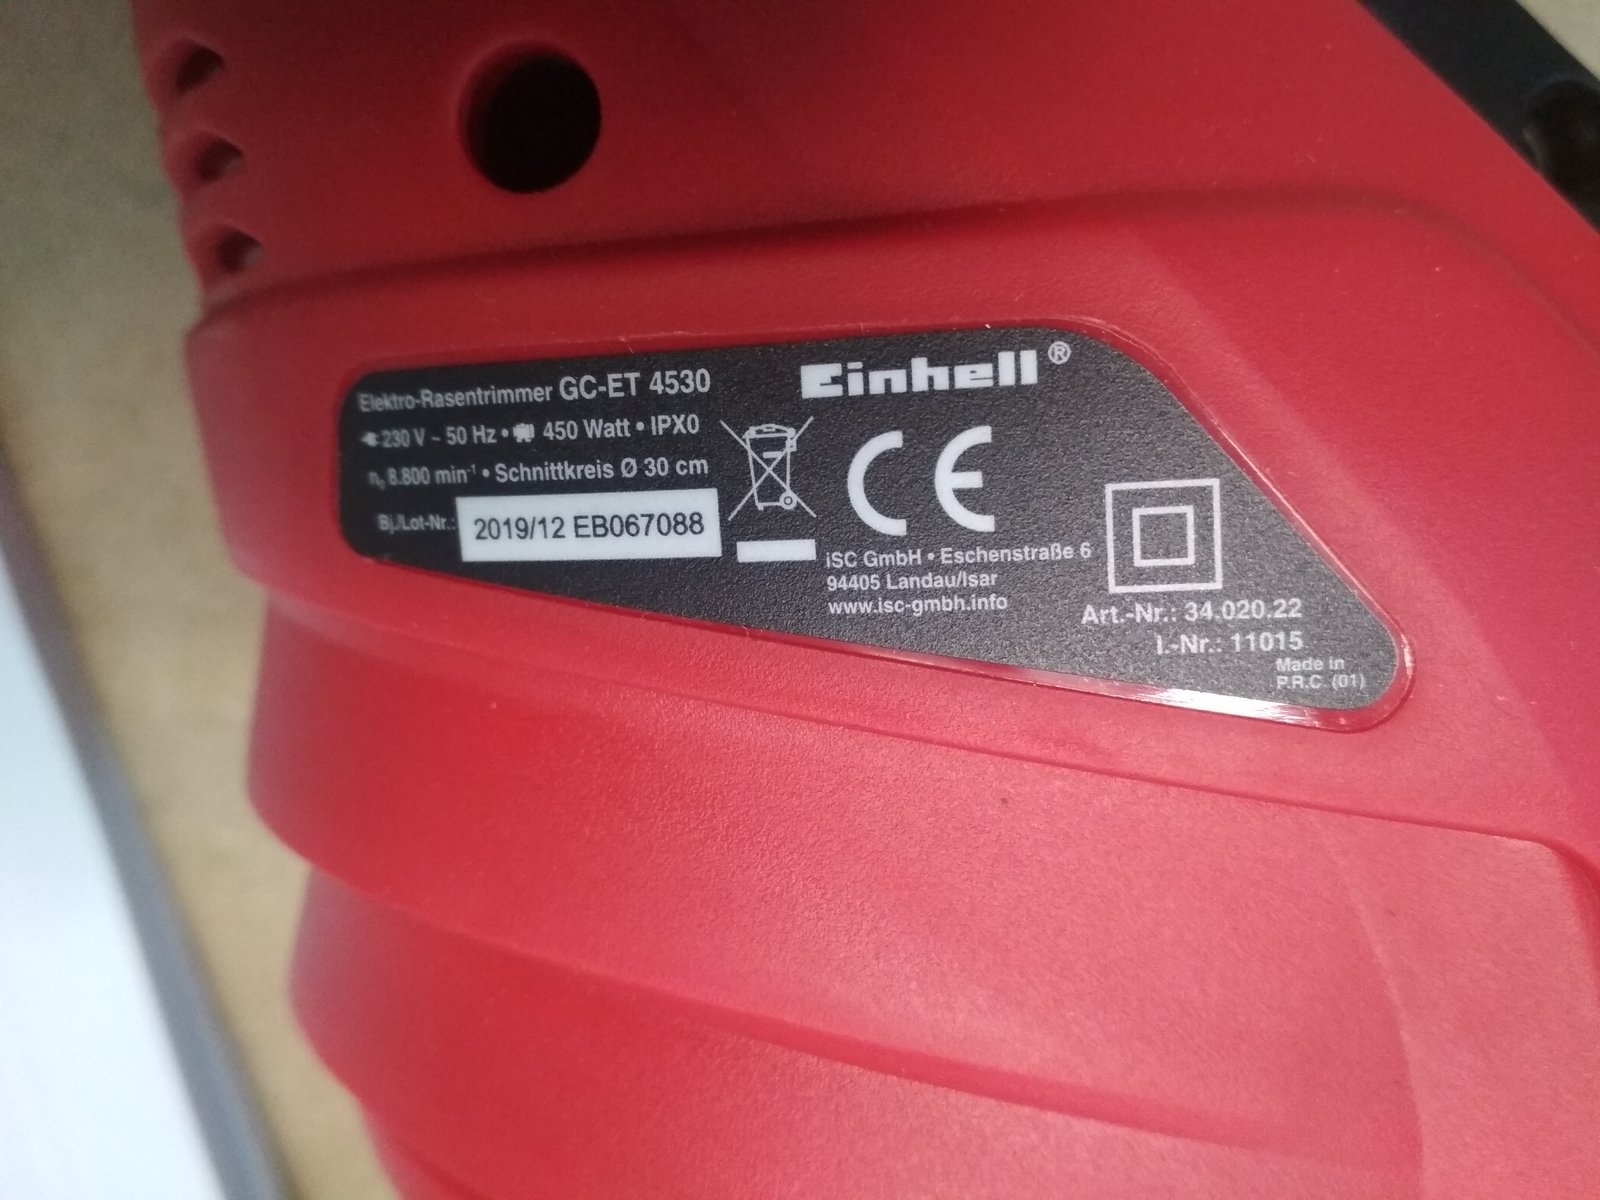 Elektro-Rasentrimmer GC-ET 4530
230 V ~ 50 Hz • 450 Watt • IPX0
n₀ 8.800 min⁻¹ • Schnittkreis Ø 30 cm
Bj./Lot-Nr.: 2019/12 EB067088
Einhell®
CE
iSC GmbH • Eschenstraße 6
94405 Landau/Isar
www.isc-gmbh.info
Art.-Nr.: 34.020.22
I.-Nr.: 11015
Made in
P.R.C. (01)